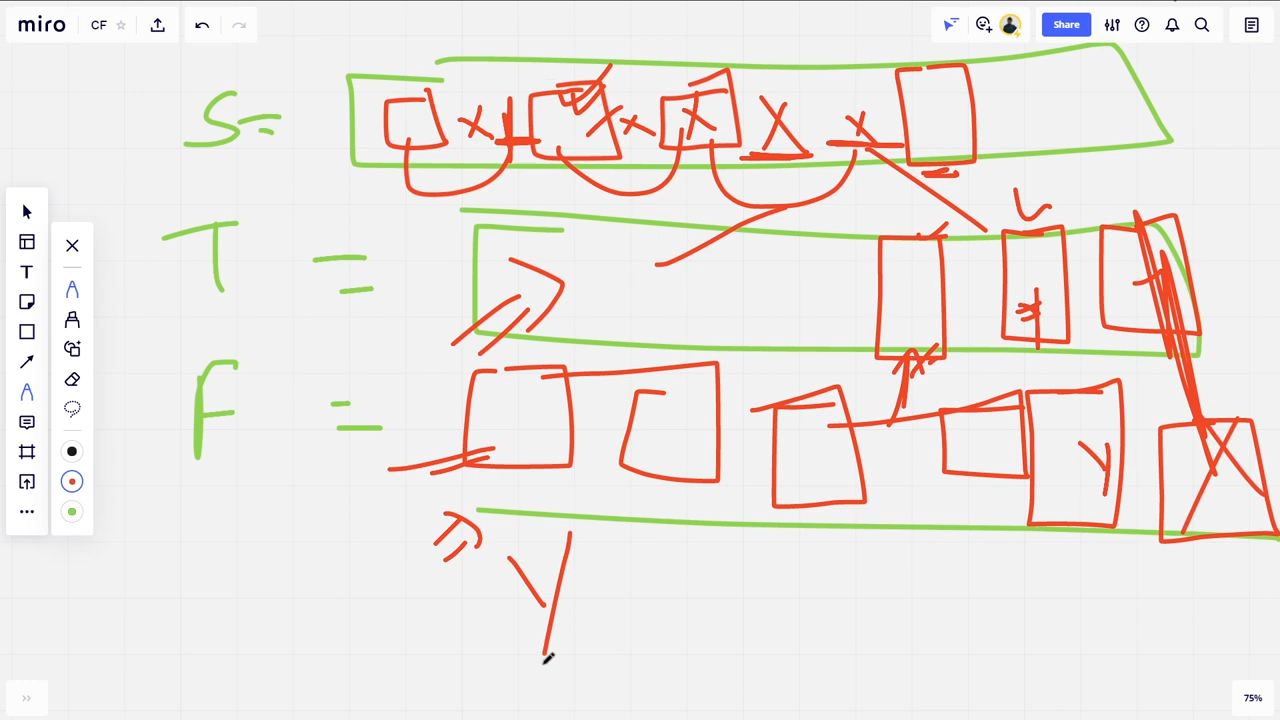 miro CF Share
S=
x x X X x
T =
F =
y
y
75%